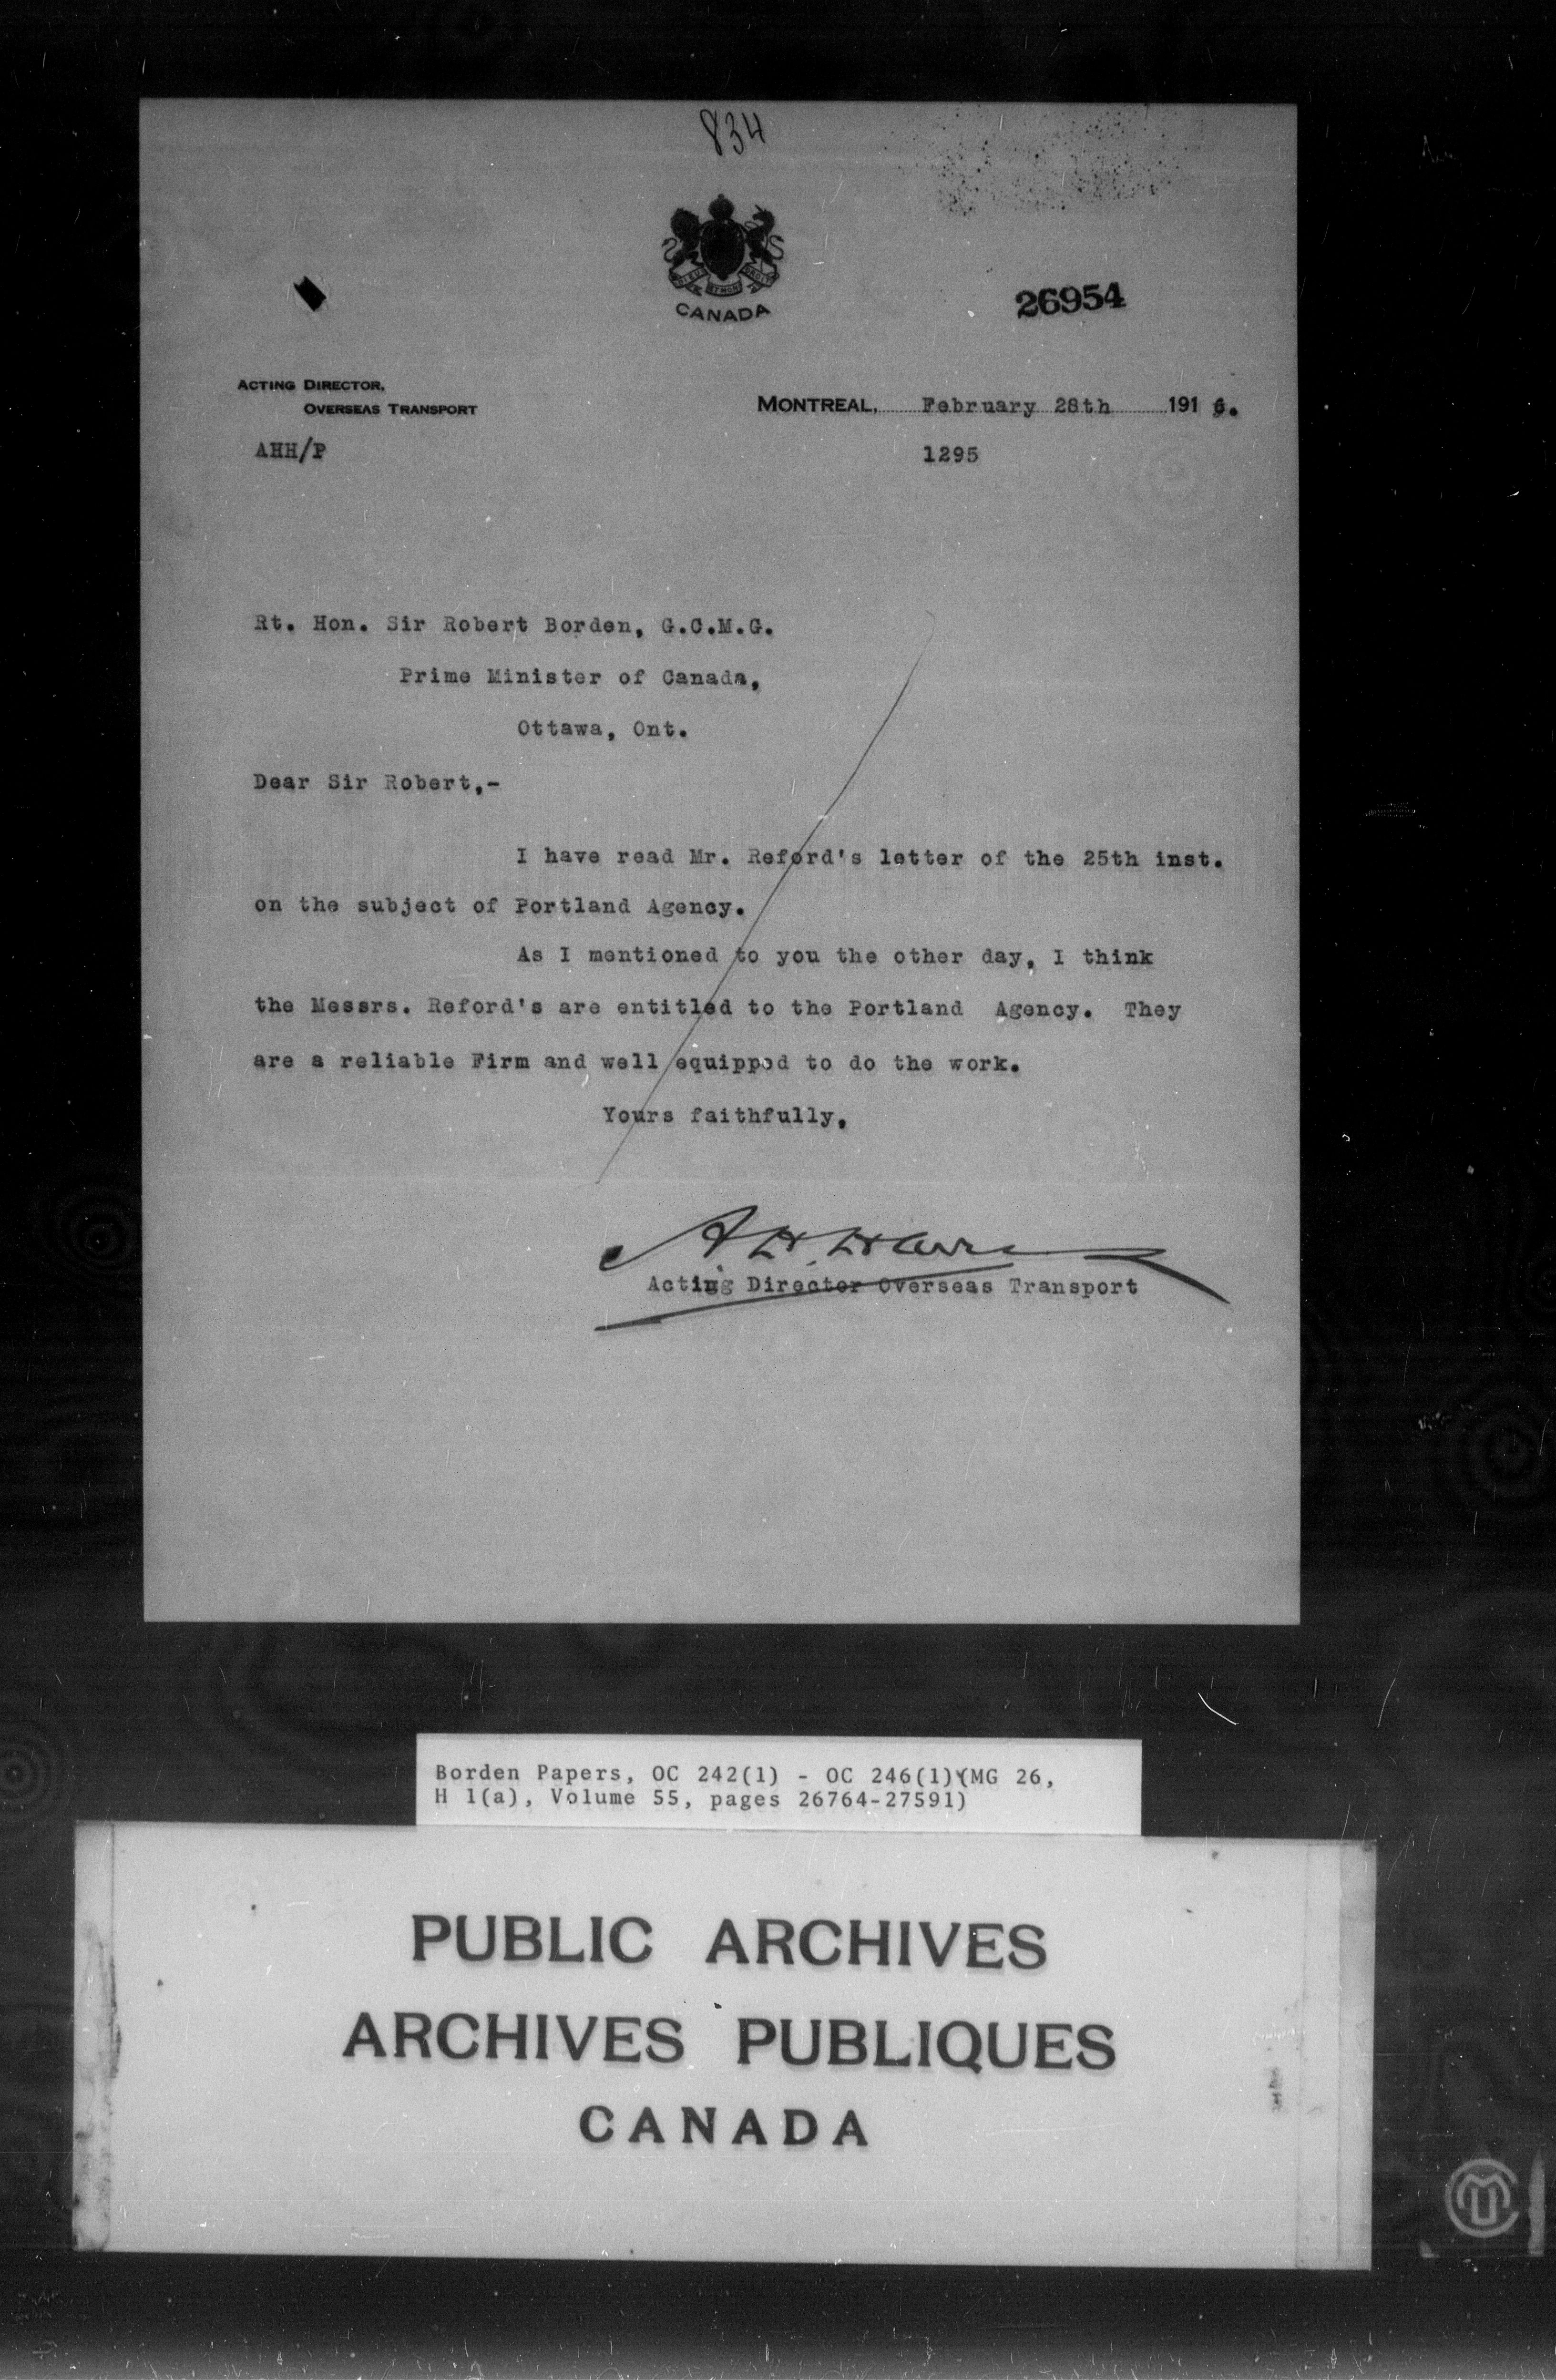 834
DIEU ET MON DROIT
CANADA
26954
ACTING DIRECTOR,
OVERSEAS TRANSPORT
MONTREAL, February 28th 1916.
AHH/P
1295
Rt. Hon. Sir Robert Borden, G.C.M.G.
Prime Minister of Canada,
Ottawa, Ont.
Dear Sir Robert,-
I have read Mr. Reford's letter of the 25th inst.
on the subject of Portland Agency.
As I mentioned to you the other day, I think
the Messrs. Reford's are entitled to the Portland Agency. They
are a reliable Firm and well equipped to do the work.
Yours faithfully,
A.H. Harris
Acting Director Overseas Transport
Borden Papers, OC 242(1) - OC 246(1)(MG 26,
H 1(a), Volume 55, pages 26764-27591)
PUBLIC ARCHIVES
ARCHIVES PUBLIQUES
CANADA